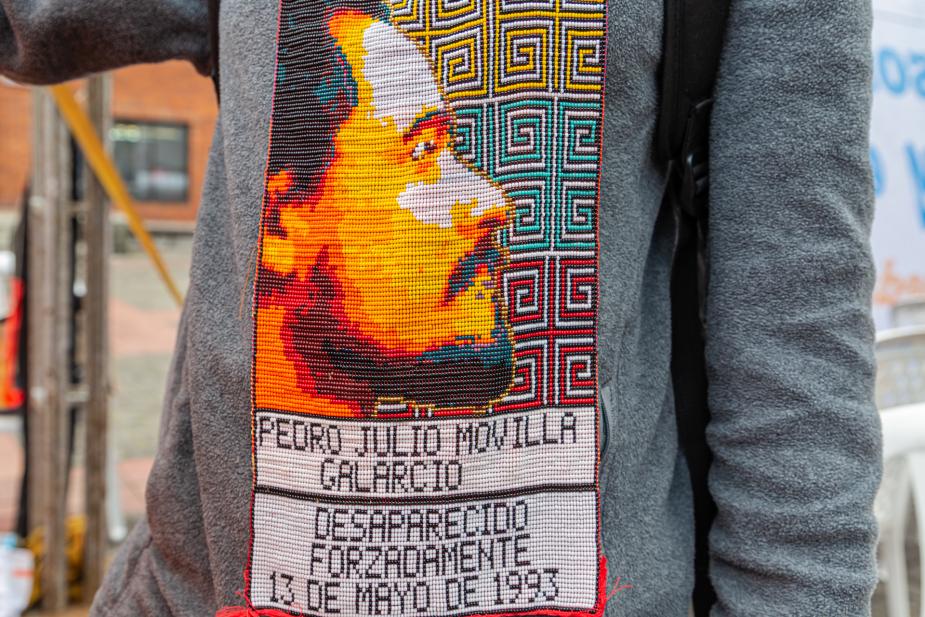 PEDRO JULIO MOVILLA
GALARCIO
DESAPARECIDO
FORZADAMENTE
13 DE MAYO DE 1993